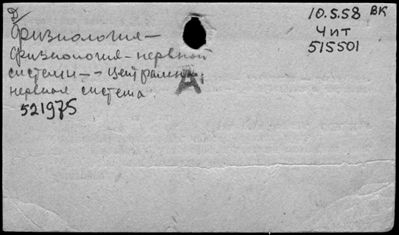 Физиология —
физиология — нервной
системы — — центральная
нервная система.
521975
A
10.5.58 ВК
Чит
515501